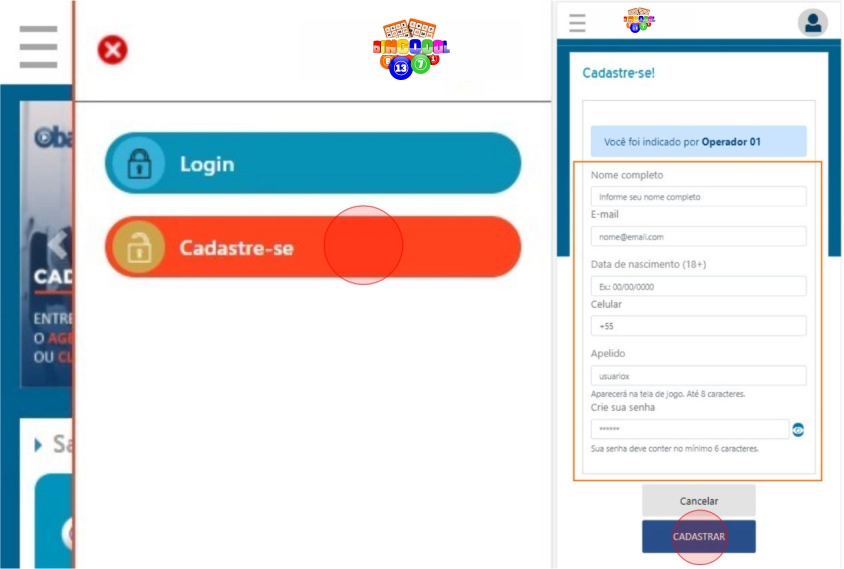 Oba
CAD
ENTRE
O AGE
OU CL
Sa
BINGOJUL
13
7
Login
Cadastre-se
Cadastre-se!
Você foi indicado por Operador 01
Nome completo
Informe seu nome completo
E-mail
nome@email.com
Data de nascimento (18+)
Ex.: 00/00/0000
Celular
+55
Apelido
usuariox
Aparecerá na tela de jogo. Até 8 caracteres.
Crie sua senha
******
Sua senha deve conter no mínimo 6 caracteres.
Cancelar
CADASTRAR